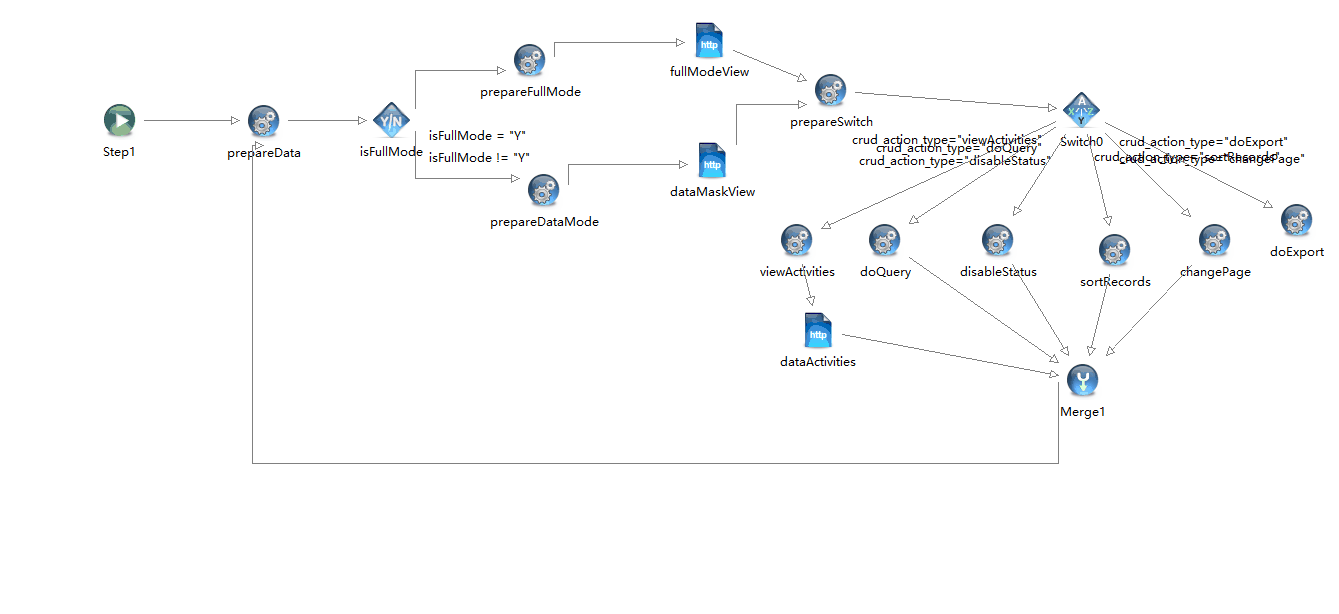 http
fullModeView
prepareFullMode
Step1
prepareData
Y|N
isFullMode
isFullMode = "Y"
isFullMode != "Y"
prepareDataMode
http
dataMaskView
prepareSwitch
A
X Z
Y
Switch0
crud_action_type="viewActivities"
crud_action_type="doQuery"
crud_action_type="disableStatus"
crud_action_type="doExport"
crud_action_type="sortRecords"
crud_action_type="changePage"
viewActivities
doQuery
disableStatus
sortRecords
changePage
doExport
http
dataActivities
Merge1